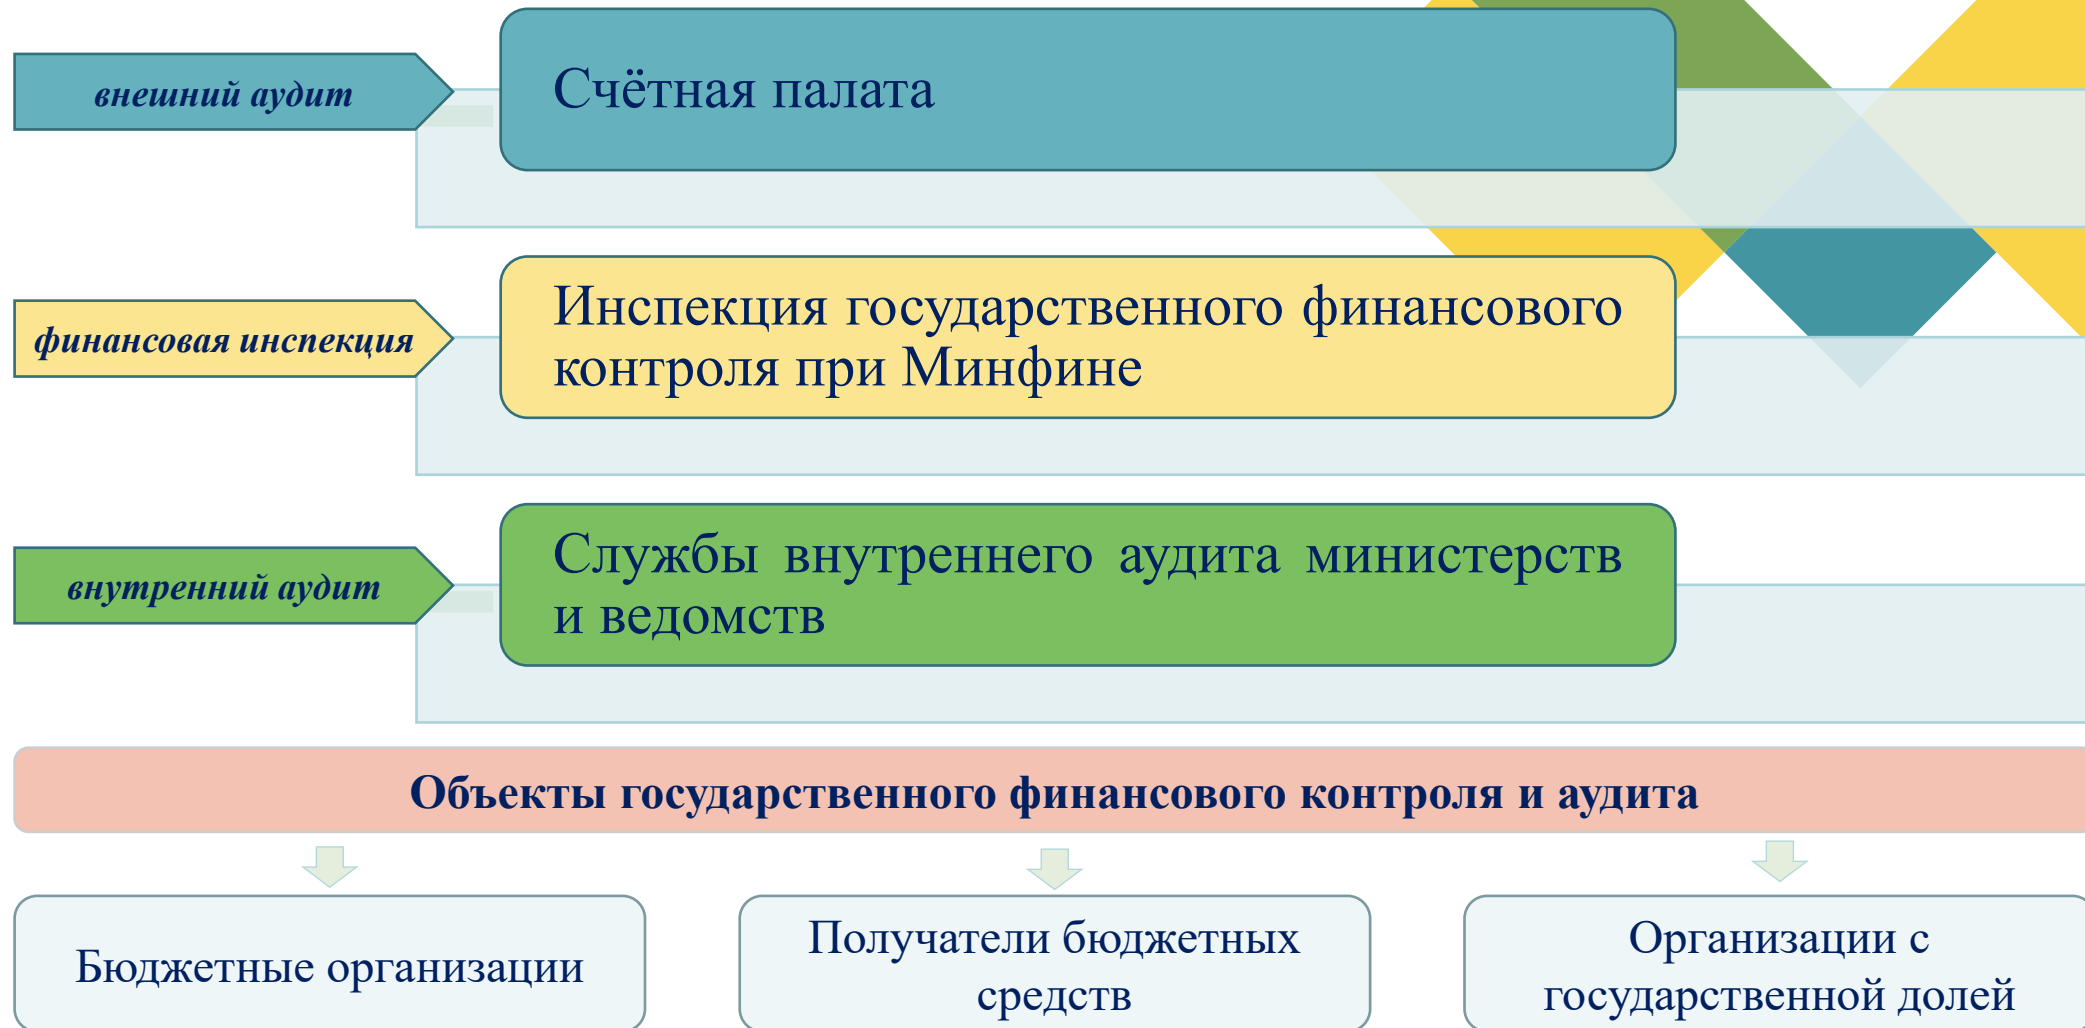 внешний аудит
Счётная палата
финансовая инспекция
Инспекция государственного финансового
контроля при Минфине
внутренний аудит
Службы внутреннего аудита министерств
и ведомств
Объекты государственного финансового контроля и аудита
Бюджетные организации
Получатели бюджетных
средств
Организации с
государственной долей